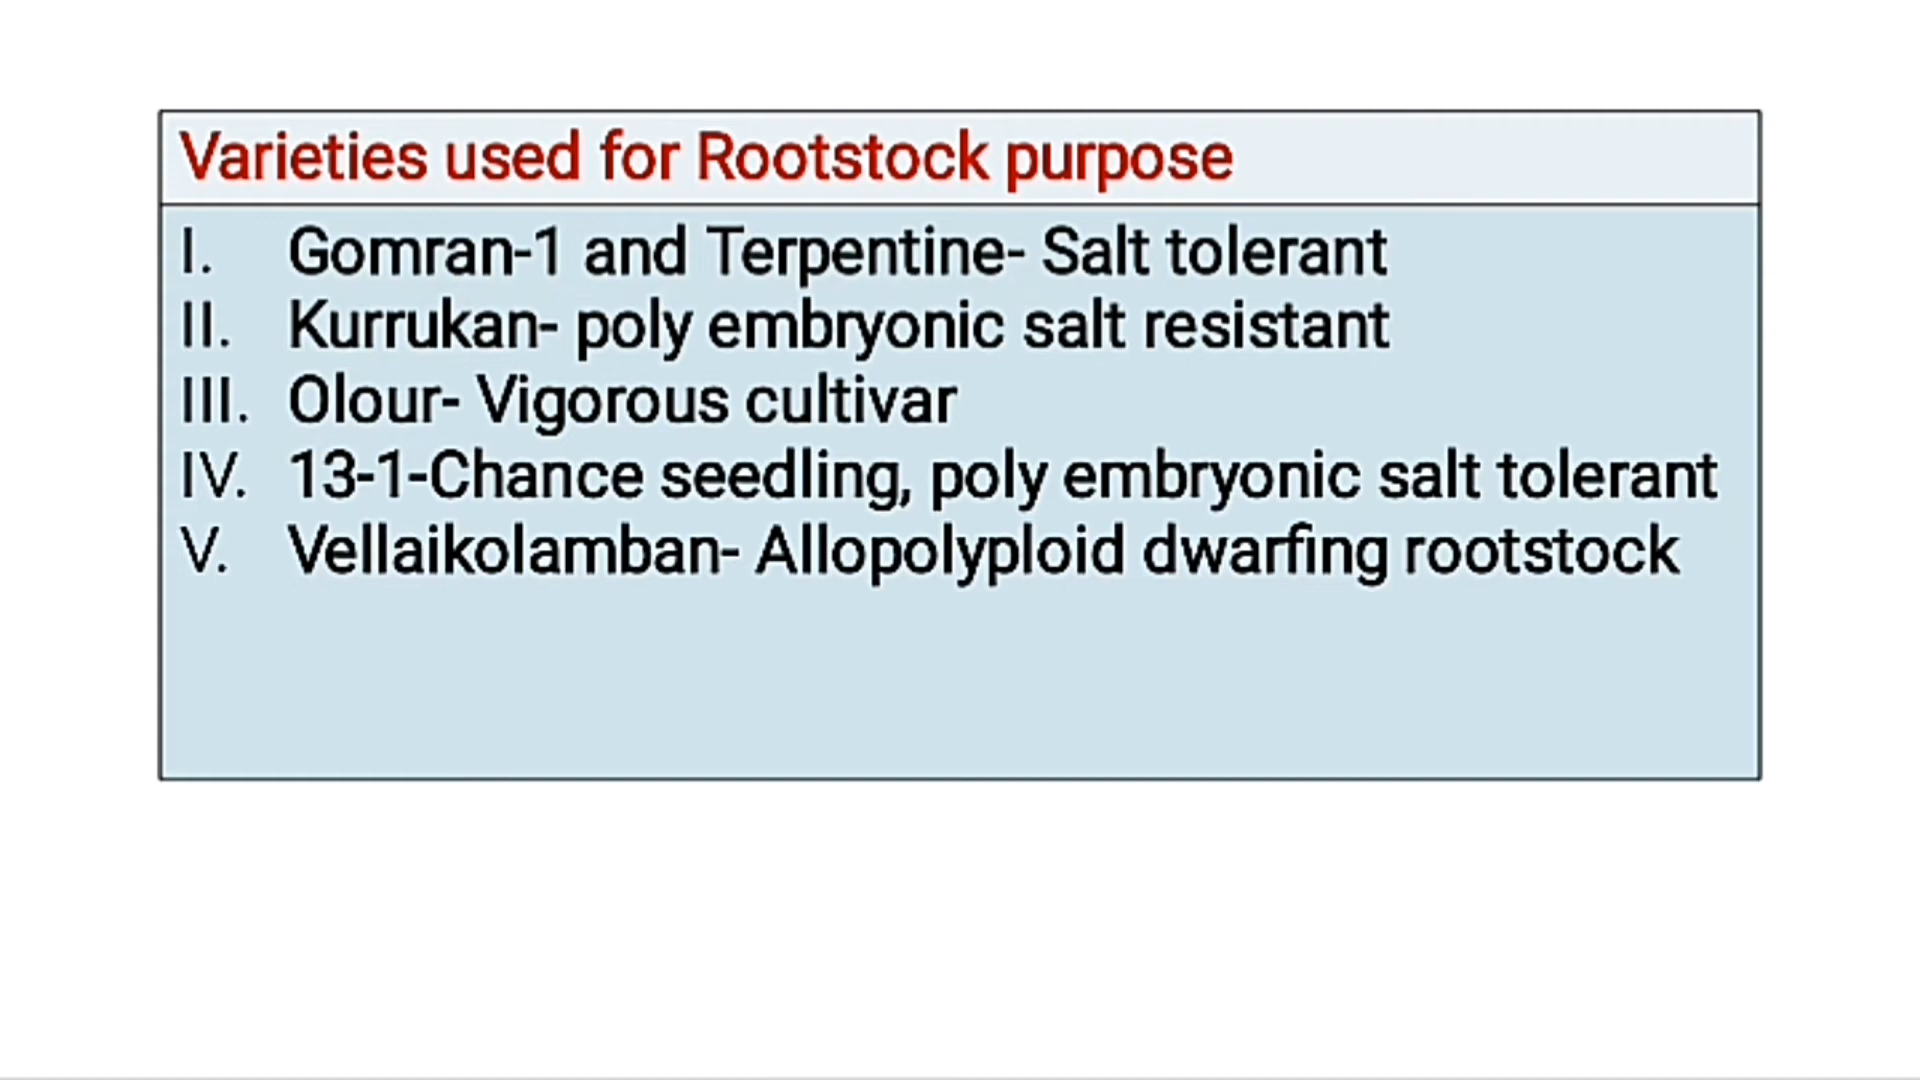 Varieties used for Rootstock purpose
I. Gomran-1 and Terpentine- Salt tolerant
II. Kurrukan- poly embryonic salt resistant
III. Olour- Vigorous cultivar
IV. 13-1-Chance seedling, poly embryonic salt tolerant
V. Vellaikolamban- Allopolyploid dwarfing rootstock